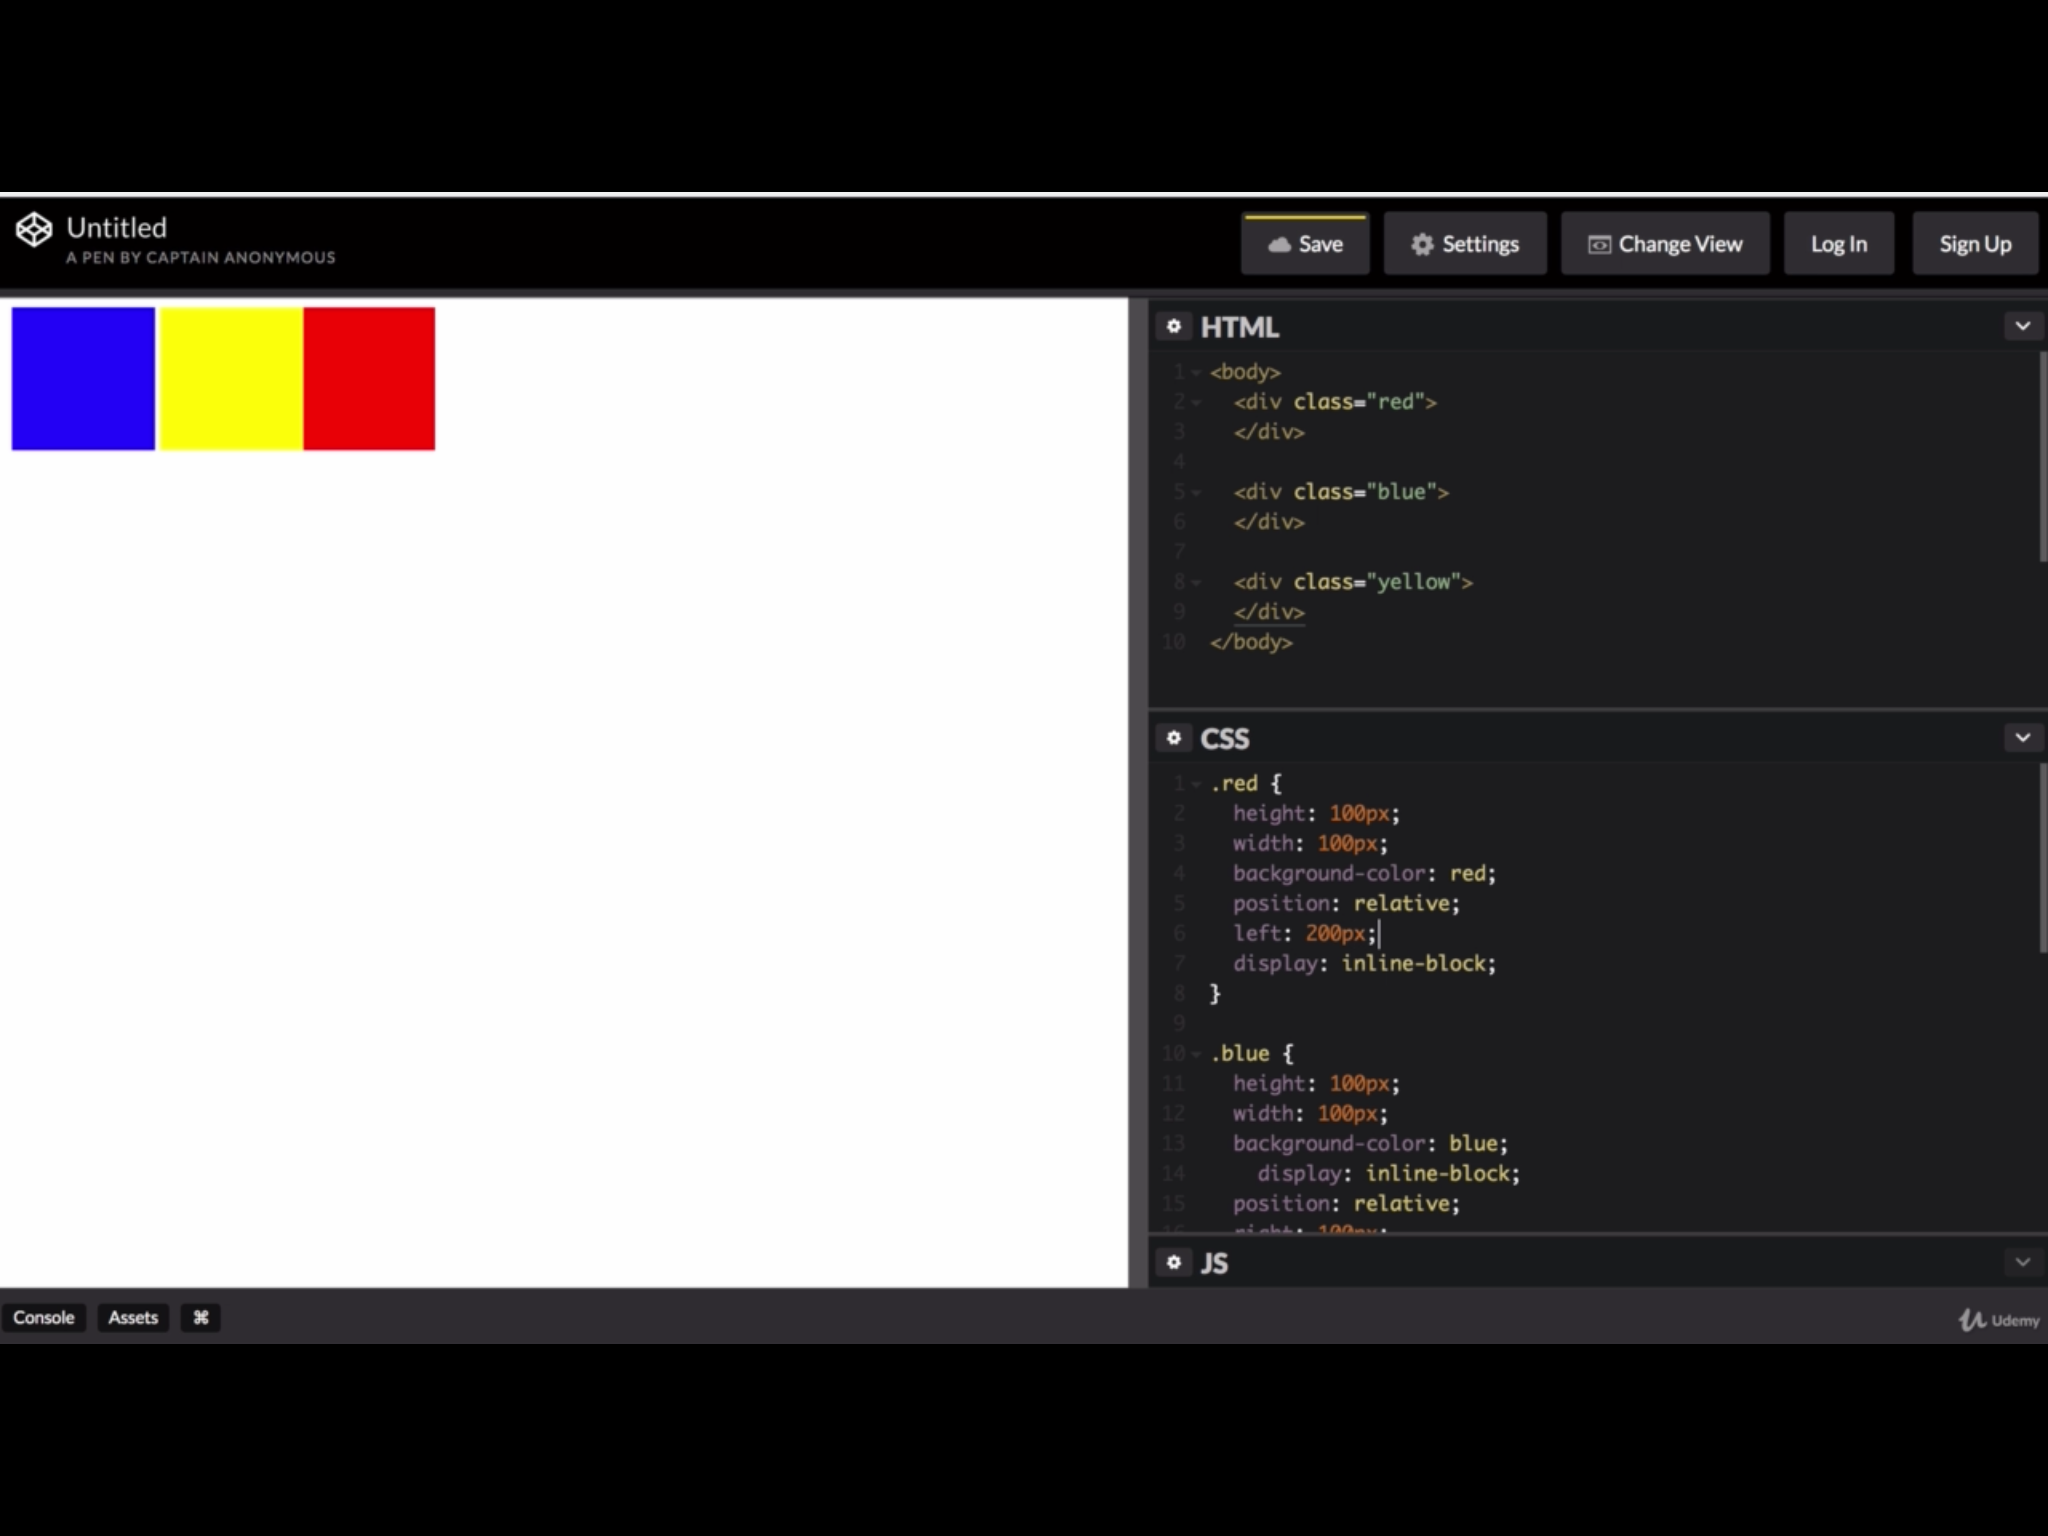 Untitled
A PEN BY CAPTAIN ANONYMOUS
Save
Settings
Change View
Log In
Sign Up
HTML
1 <body>
2 <div class="red">
3 </div>
4
5 <div class="blue">
6 </div>
7
8 <div class="yellow">
9 </div>
10 </body>
CSS
1 .red {
2 height: 100px;
3 width: 100px;
4 background-color: red;
5 position: relative;
6 left: 200px;
7 display: inline-block;
8 }
9
10 .blue {
11 height: 100px;
12 width: 100px;
13 background-color: blue;
14 display: inline-block;
15 position: relative;
16 right: 100px;
JS
Console
Assets
⌘
Udemy